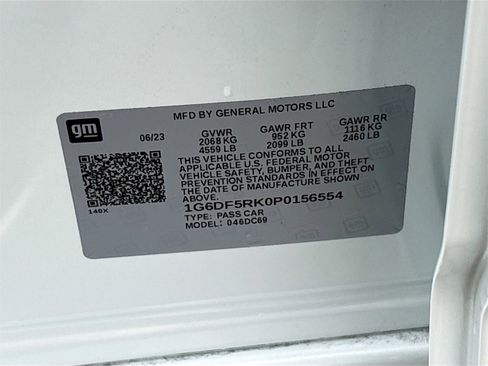 MFD BY GENERAL MOTORS LLC
gm
06/23
GVWR GAWR FRT GAWR RR
2068 KG 952 KG 1116 KG
4559 LB 2099 LB 2460 LB
THIS VEHICLE CONFORMS TO ALL
APPLICABLE U.S. FEDERAL MOTOR
VEHICLE SAFETY, BUMPER, AND THEFT
PREVENTION STANDARDS IN EFFECT ON
THE DATE OF MANUFACTURE SHOWN
ABOVE.
1G6DF5RK0P0156554
140X
TYPE: PASS CAR
MODEL: 046DC69